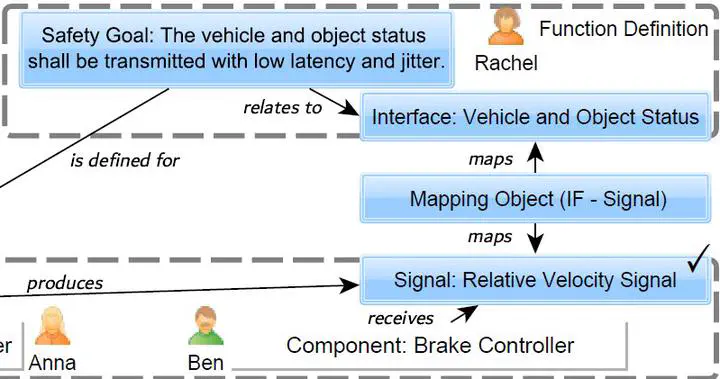 Safety Goal: The vehicle and object status
shall be transmitted with low latency and jitter.
Function Definition
Rachel
relates to
Interface: Vehicle and Object Status
is defined for
maps
Mapping Object (IF - Signal)
maps
produces
Signal: Relative Velocity Signal
receives
er
Anna
Ben
Component: Brake Controller